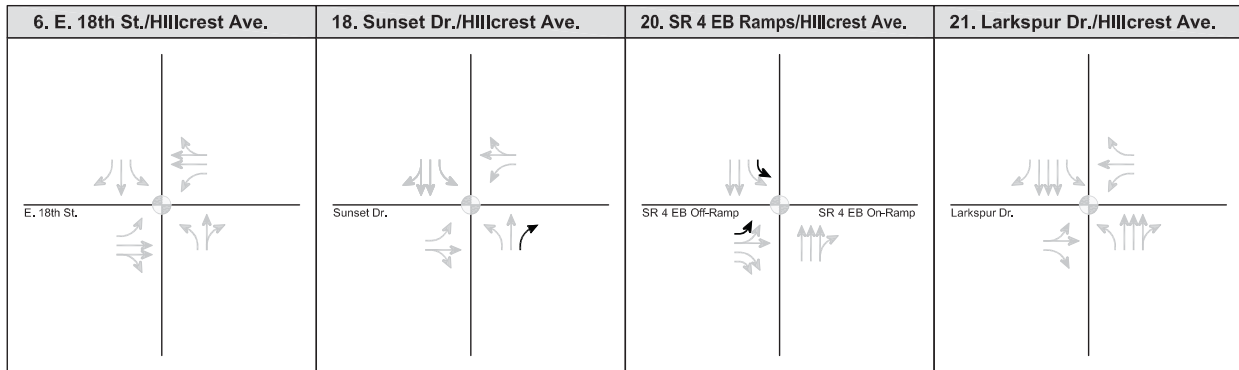 6. E. 18th St./HIllcrest Ave.
18. Sunset Dr./HIllcrest Ave.
20. SR 4 EB Ramps/HIllcrest Ave.
21. Larkspur Dr./HIllcrest Ave.
E. 18th St.
Sunset Dr.
SR 4 EB Off-Ramp
SR 4 EB On-Ramp
Larkspur Dr.